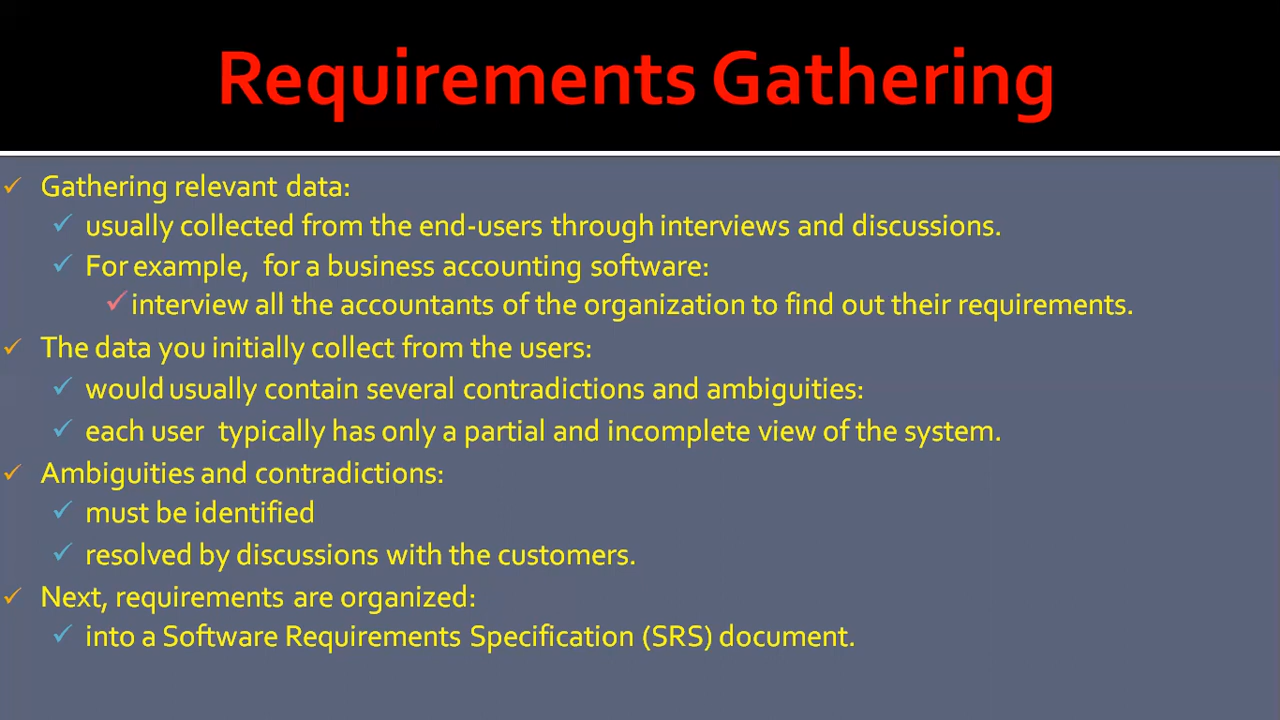 Requirements Gathering
Gathering relevant data:
usually collected from the end-users through interviews and discussions.
For example, for a business accounting software:
interview all the accountants of the organization to find out their requirements.
The data you initially collect from the users:
would usually contain several contradictions and ambiguities:
each user typically has only a partial and incomplete view of the system.
Ambiguities and contradictions:
must be identified
resolved by discussions with the customers.
Next, requirements are organized:
into a Software Requirements Specification (SRS) document.